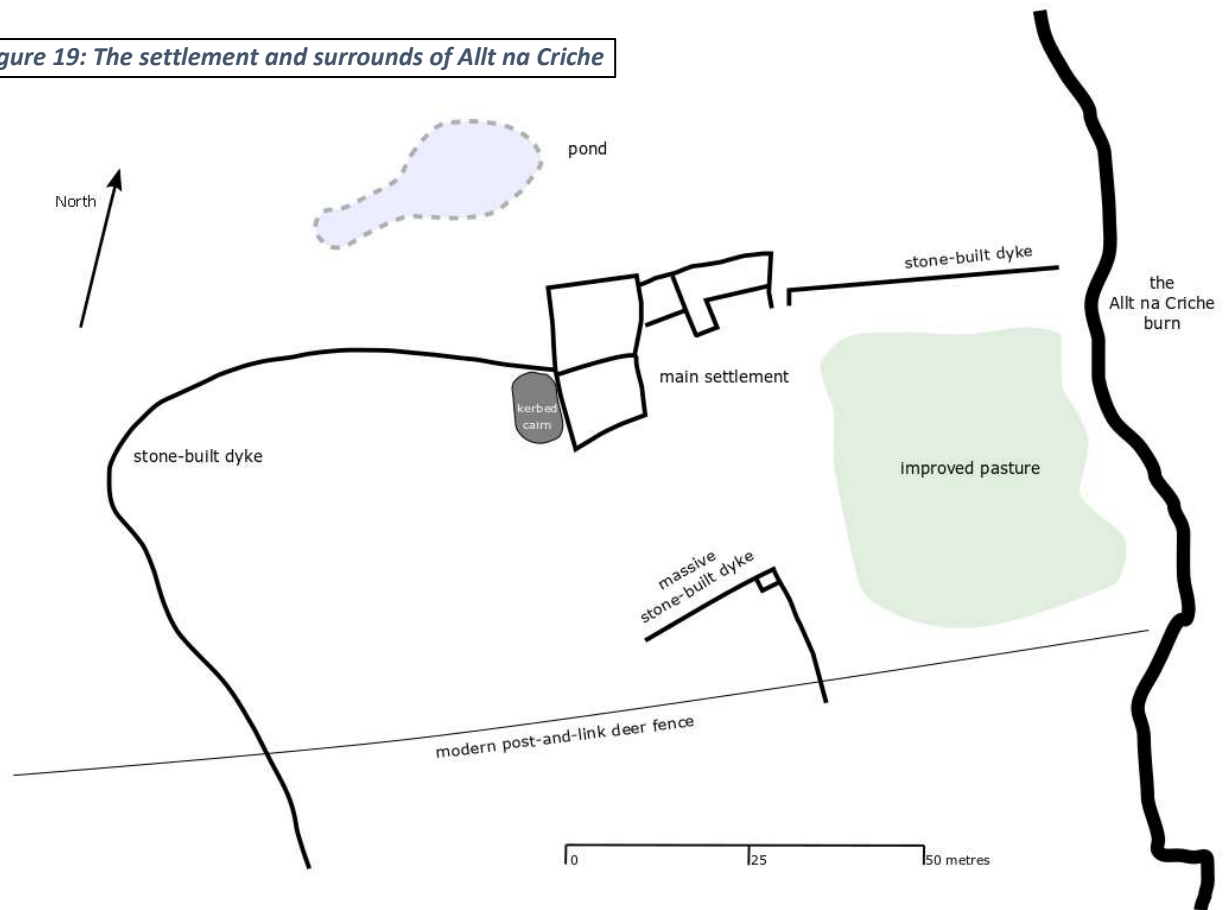 gure 19: The settlement and surrounds of Allt na Criche
pond
North
stone-built dyke
the
Allt na Criche
burn
main settlement
kerbed
cairn
stone-built dyke
improved pasture
massive
stone-built dyke
modern post-and-link deer fence
0
25
50 metres